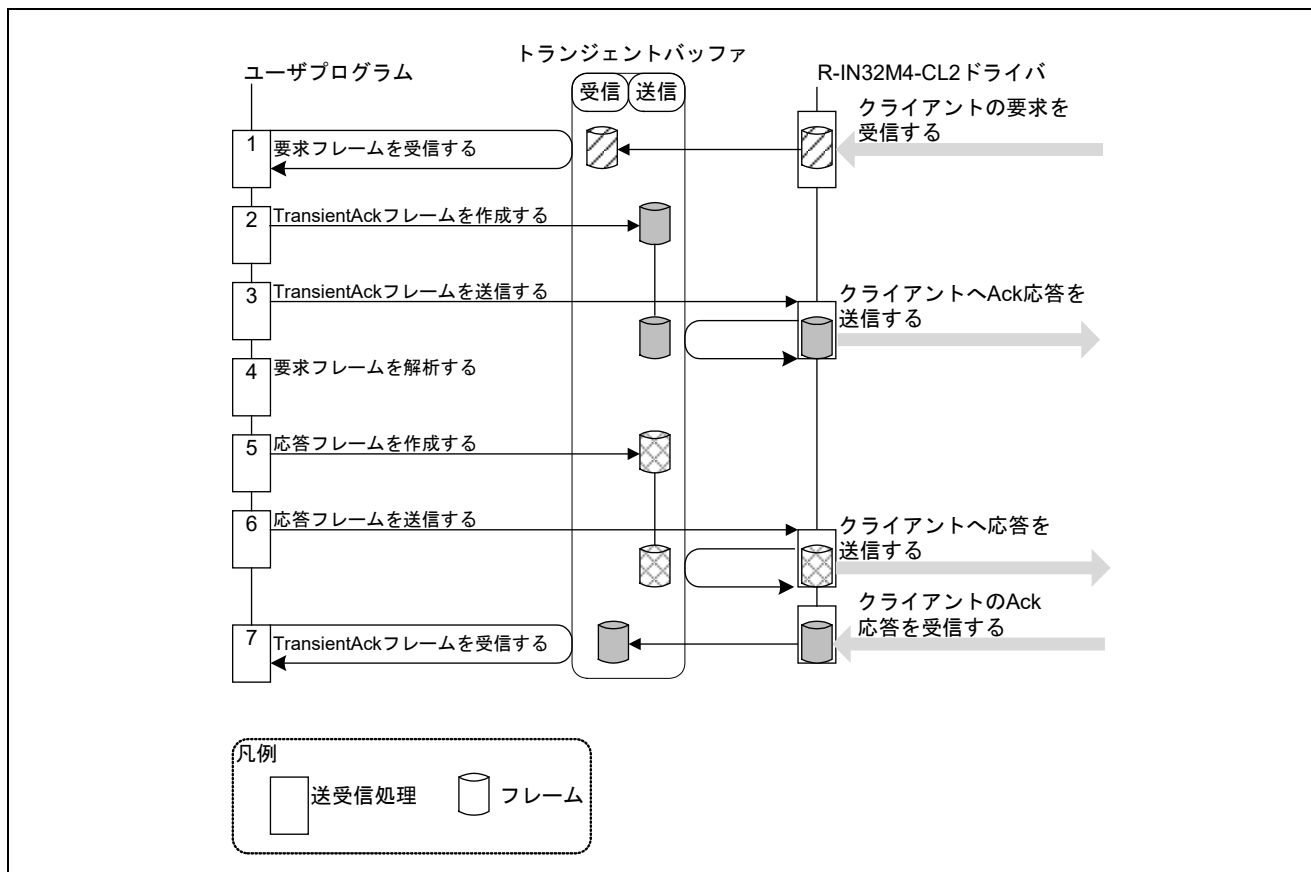 トランジェントバッファ
ユーザプログラム
R-IN32M4-CL2ドライバ
受信
送信
クライアントの要求を
受信する
1
要求フレームを受信する
2
TransientAckフレームを作成する
3
TransientAckフレームを送信する
クライアントへAck応答を
送信する
4
要求フレームを解析する
5
応答フレームを作成する
6
応答フレームを送信する
クライアントへ応答を
送信する
クライアントのAck
応答を受信する
7
TransientAckフレームを受信する
凡例
送受信処理
フレーム